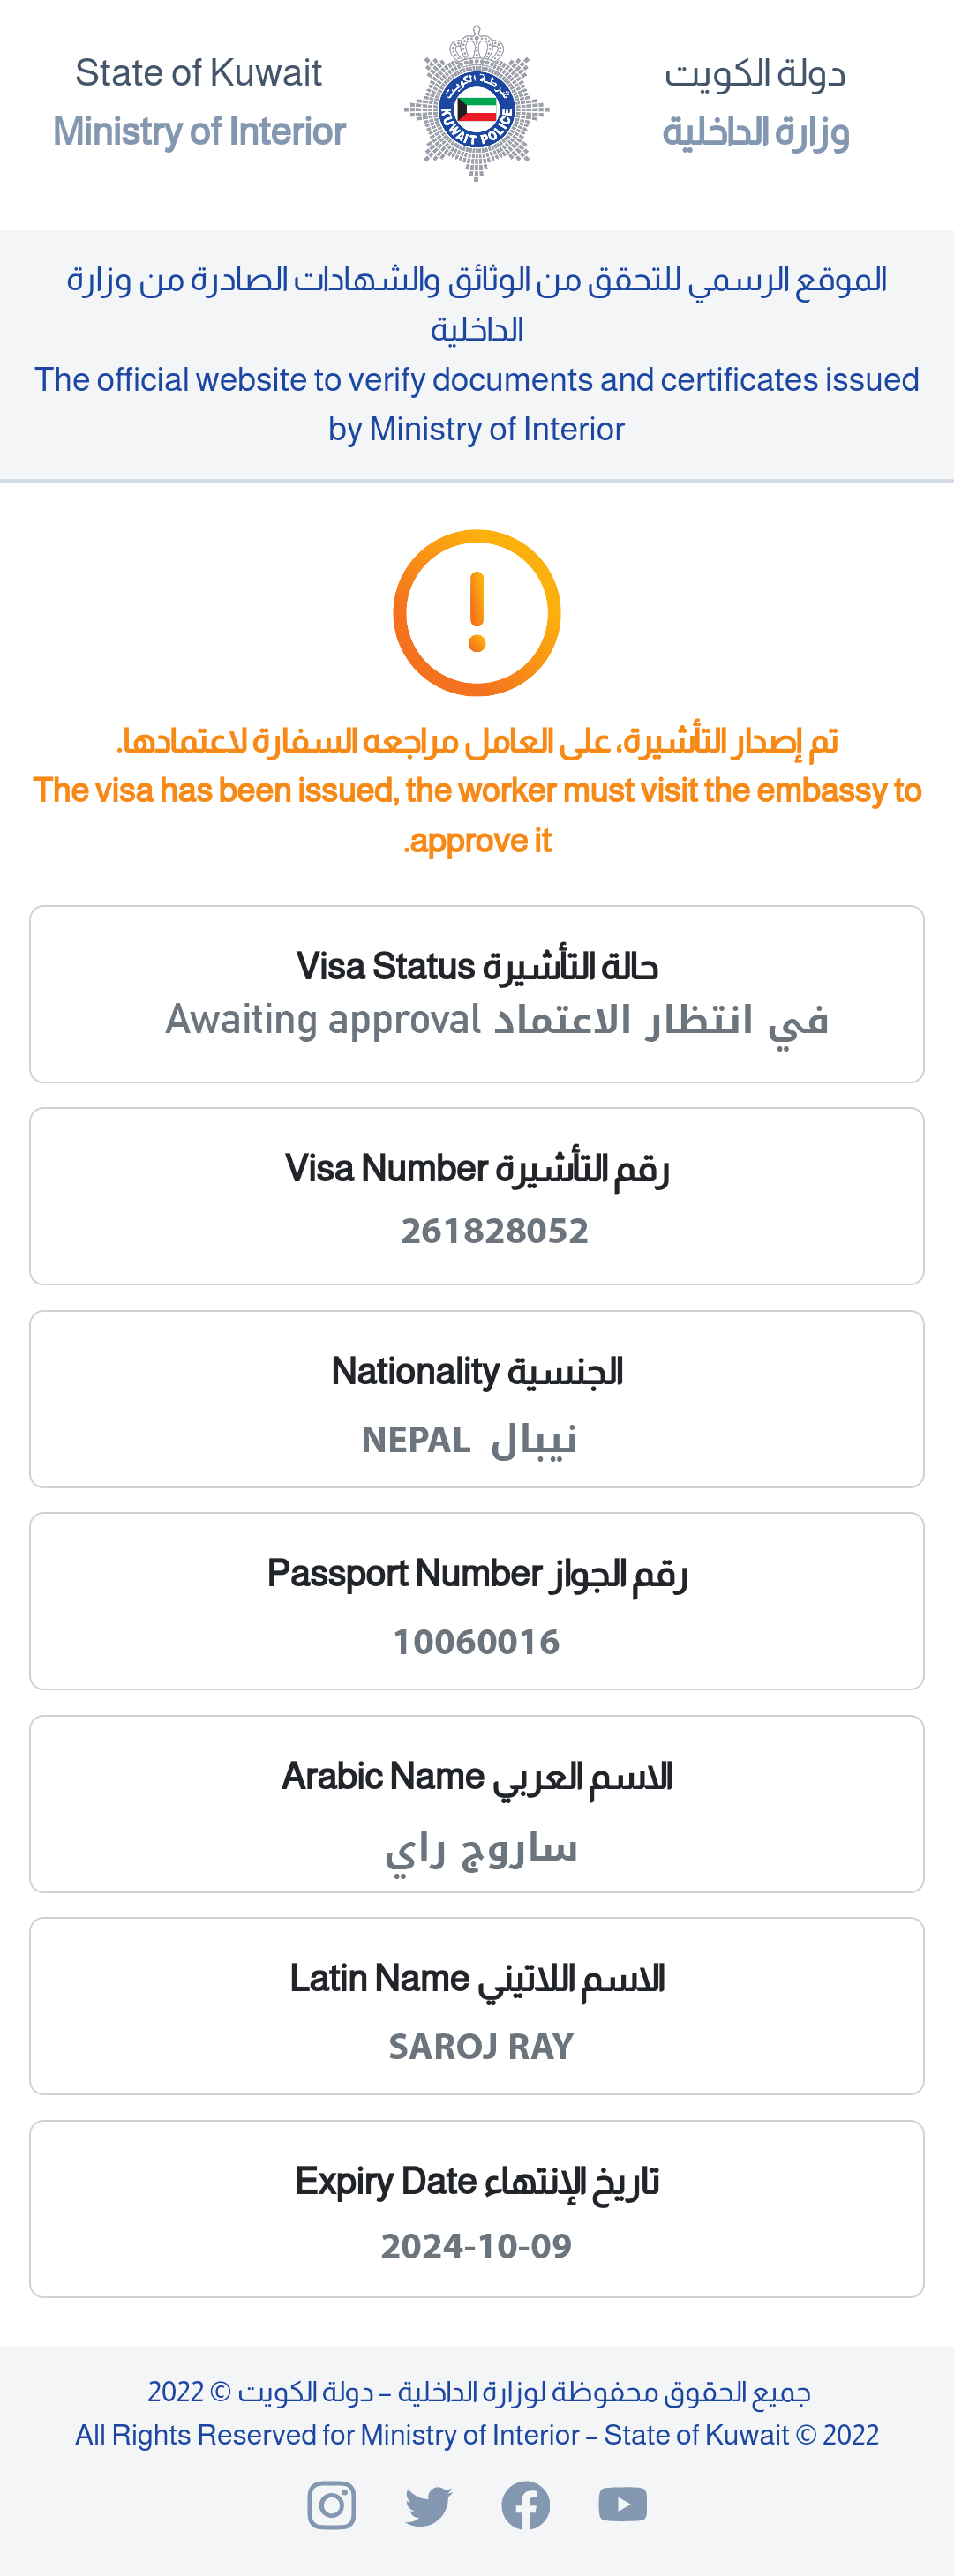 State of Kuwait
Ministry of Interior
شرطة الكويت
KUWAIT POLICE
دولة الكويت
وزارة الداخلية
الموقع الرسمي للتحقق من الوثائق والشهادات الصادرة من وزارة
الداخلية
The official website to verify documents and certificates issued
by Ministry of Interior
تم إصدار التأشيرة، على العامل مراجعه السفارة لاعتمادها.
The visa has been issued, the worker must visit the embassy to
.approve it
Visa Status حالة التأشيرة
Awaiting approval في انتظار الاعتماد
Visa Number رقم التأشيرة
261828052
Nationality الجنسية
NEPAL نيبال
Passport Number رقم الجواز
10060016
Arabic Name الاسم العربي
ساروج راي
Latin Name الاسم اللاتيني
SAROJ RAY
Expiry Date تاريخ الإنتهاء
2024-10-09
جميع الحقوق محفوظة لوزارة الداخلية – دولة الكويت © 2022
All Rights Reserved for Ministry of Interior – State of Kuwait © 2022